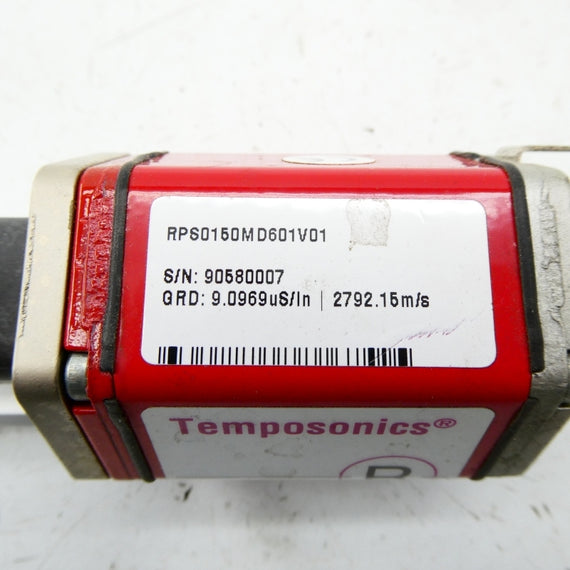 RPS0150MD601V01
S/N: 90580007
GRD: 9.0969uS/In | 2792.15m/s
Temposonics®
R